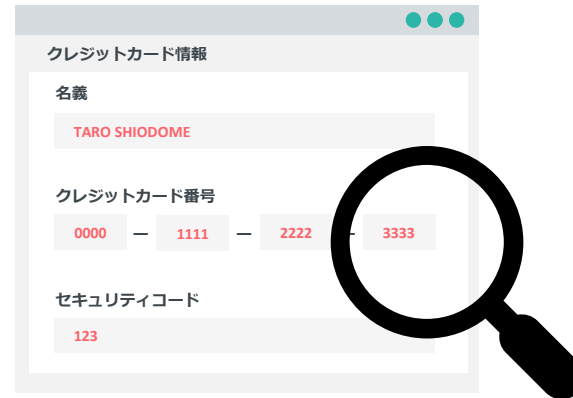 クレジットカード情報
名義
TARO SHIODOME
クレジットカード番号
0000 — 1111 — 2222 — 3333
セキュリティコード
123